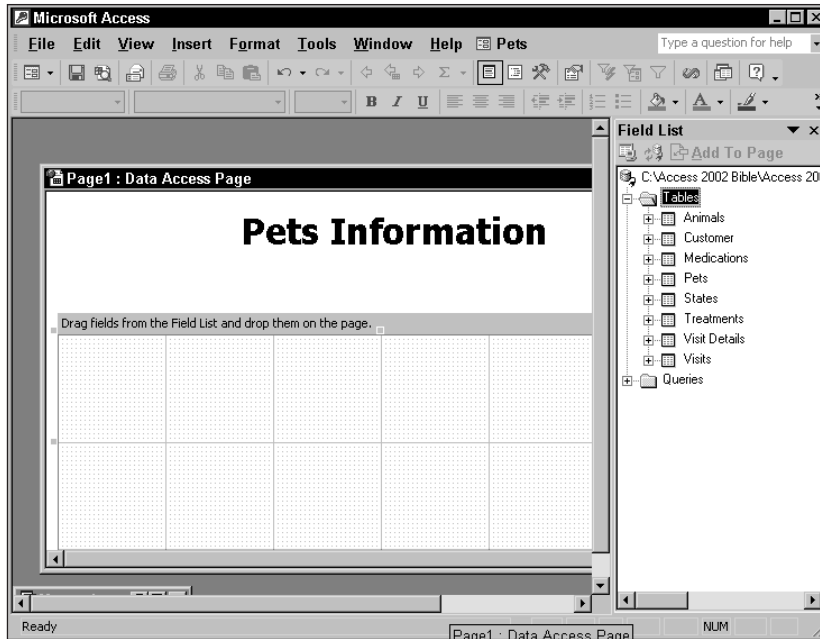 Microsoft Access
File Edit View Insert Format Tools Window Help Pets
Type a question for help
B I U A
Field List
Add To Page
Page1 : Data Access Page
Pets Information
Drag fields from the Field List and drop them on the page.
C:\Access 2002 Bible\Access 20
Tables
Animals
Customer
Medications
Pets
States
Treatments
Visit Details
Visits
Queries
Ready
Page1 : Data Access Page
NUM